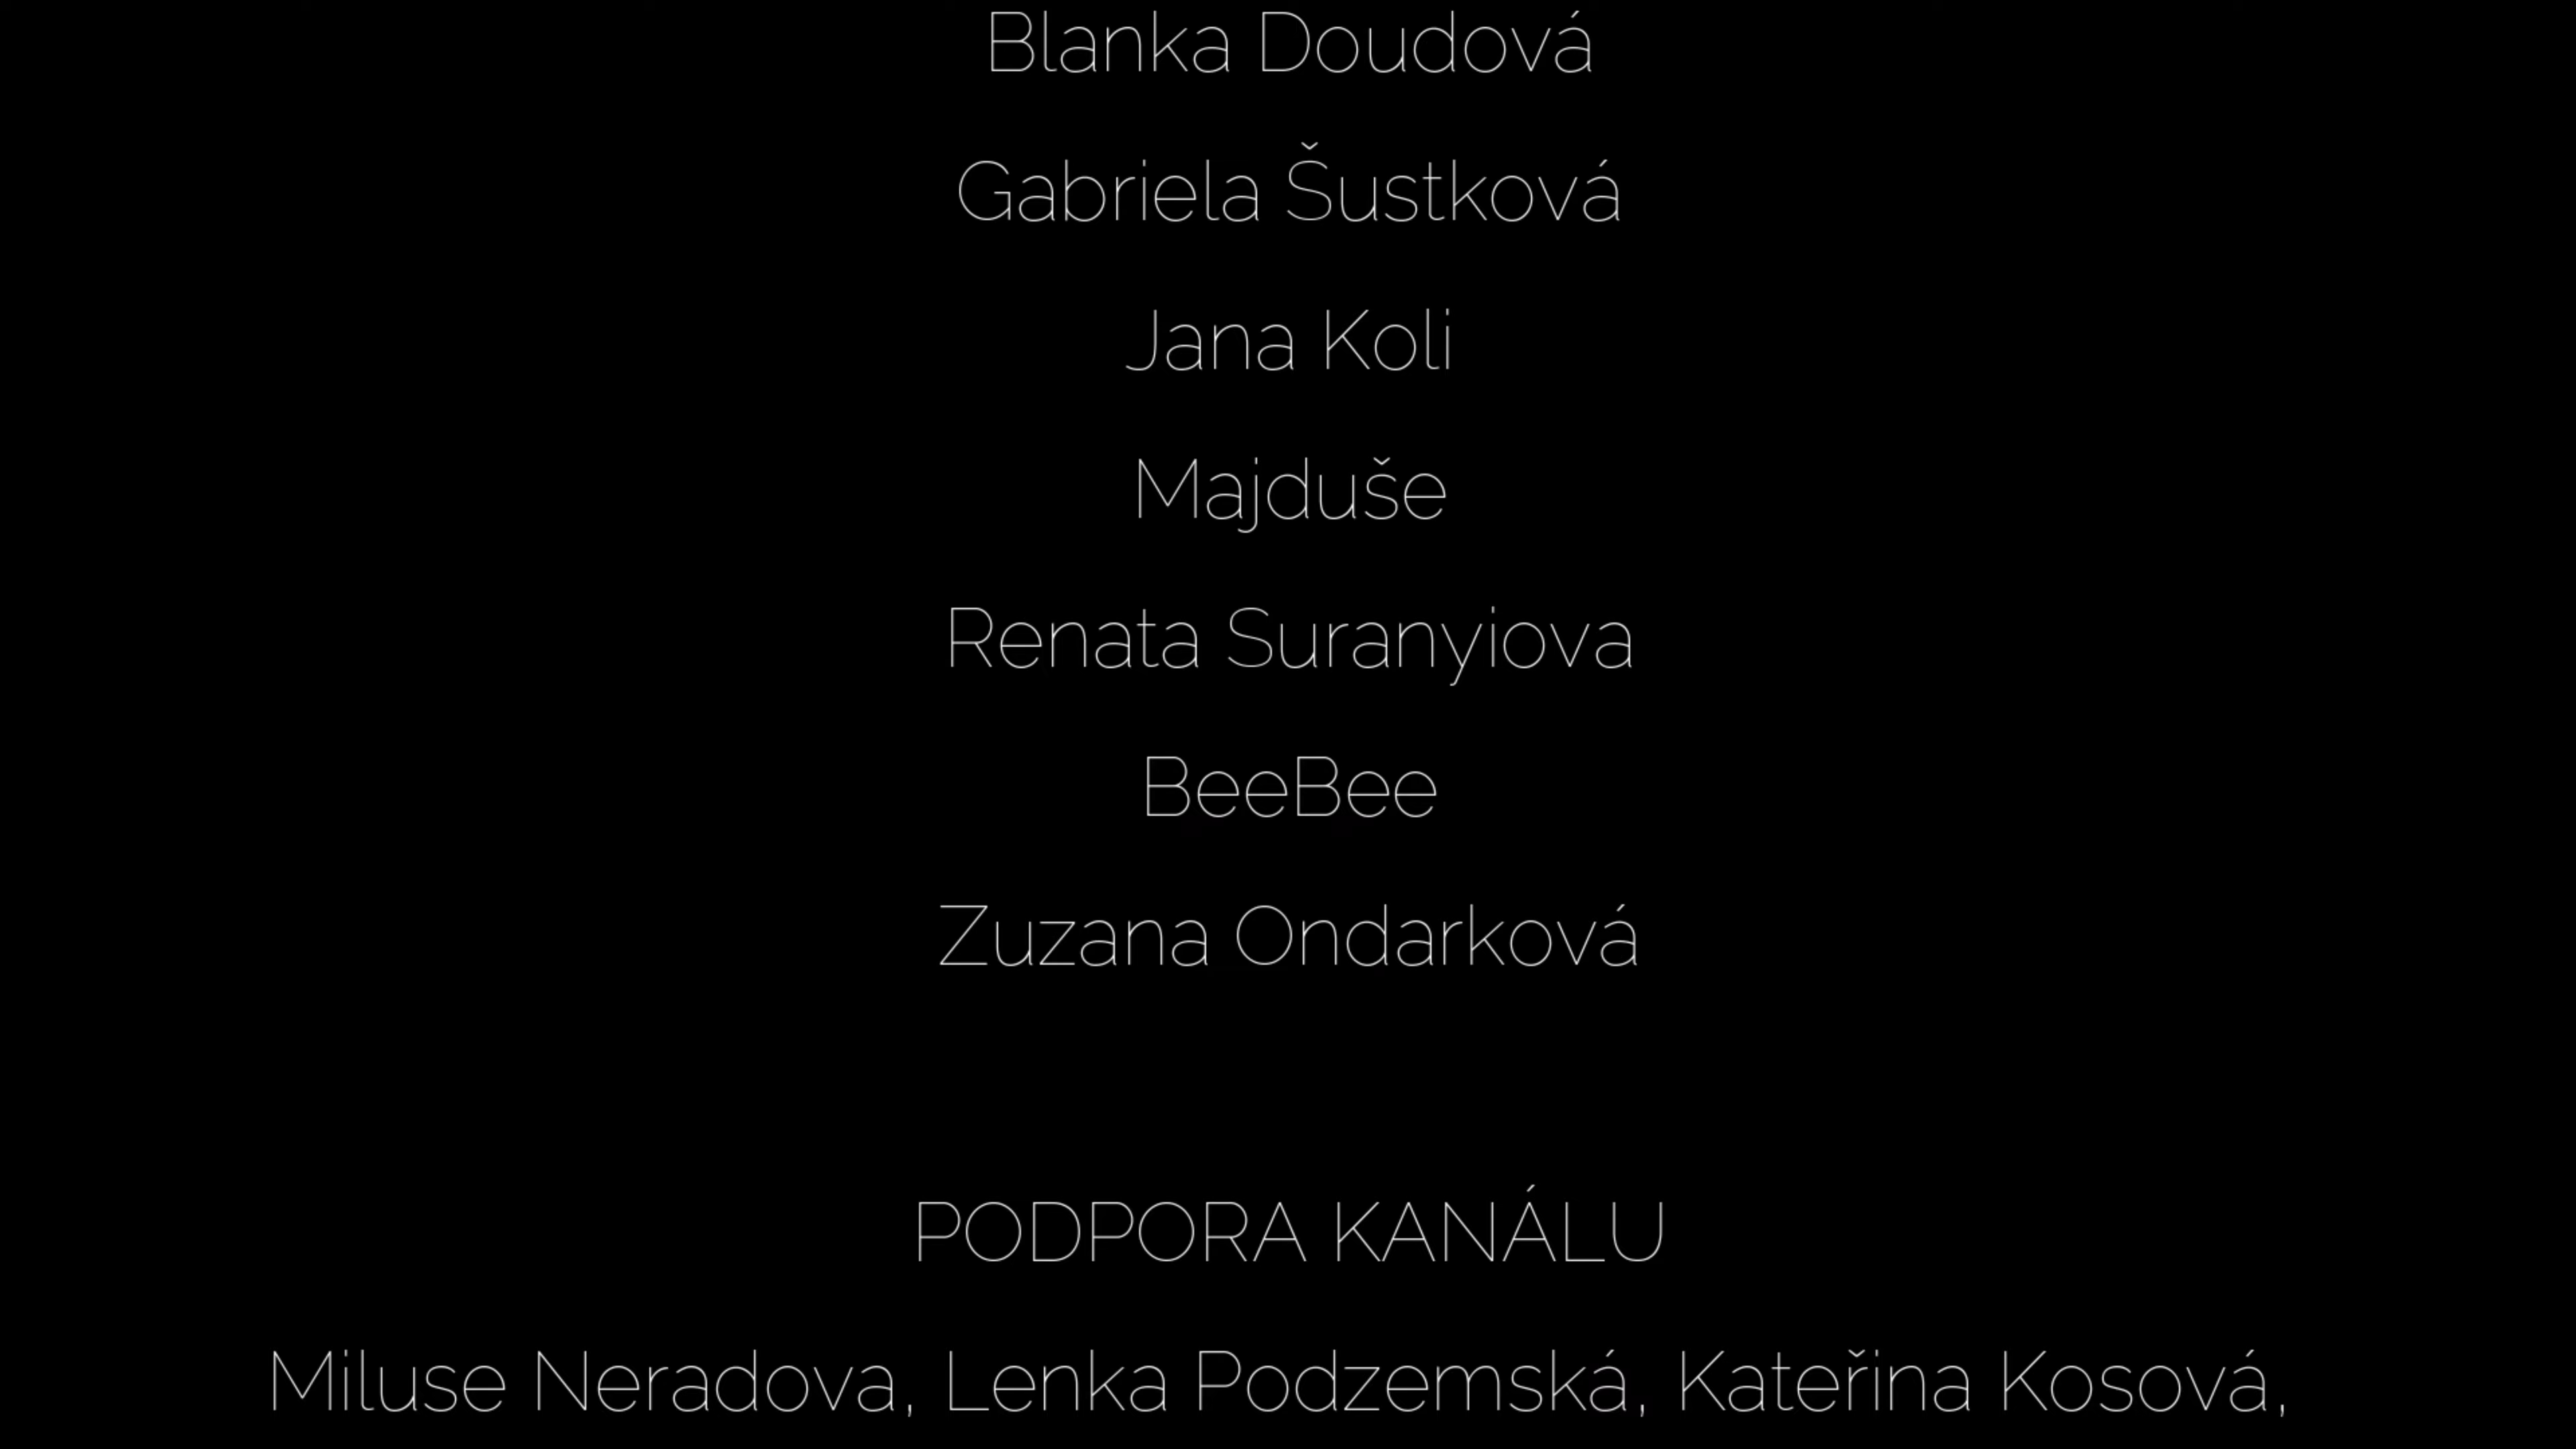 Blanka Doudová
Gabriela Šustková
Jana Koli
Majduše
Renata Suranyiova
BeeBee
Zuzana Ondarková
PODPORA KANÁLU
Miluse Neradova, Lenka Podzemská, Kateřina Kosová,